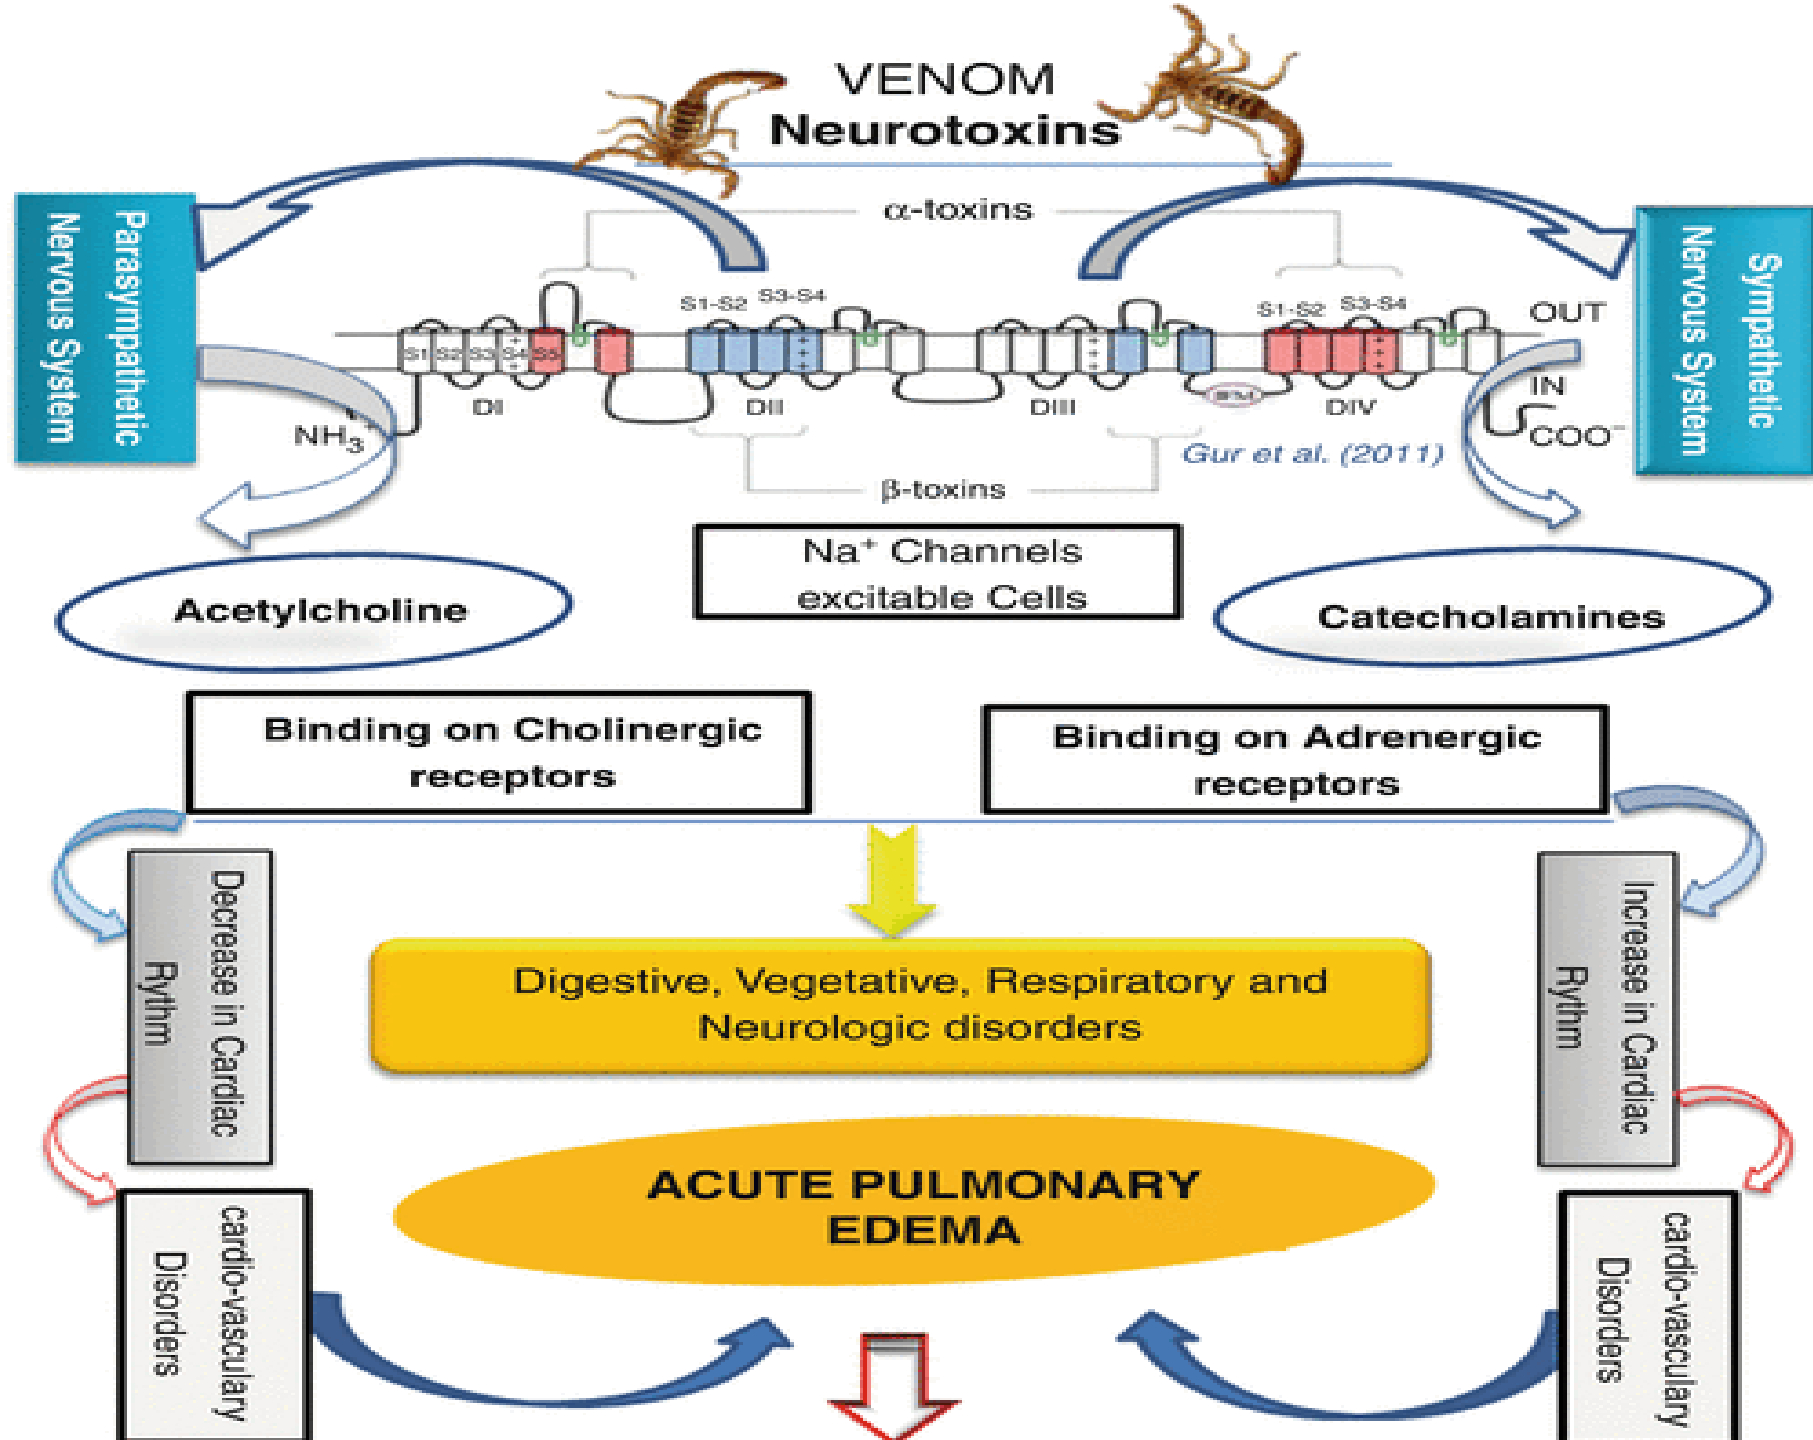 VENOM
Neurotoxins
α-toxins
Parasympathetic
Nervous System
Sympathetic
Nervous System
S1-S2
S3-S4
S1-S2
S3-S4
OUT
S1
S2
S3
S4
S5
IN
DI
DII
DIII
DIV
NH3+
COO-
Gur et al. (2011)
β-toxins
Na+ Channels
excitable Cells
Acetylcholine
Catecholamines
Binding on Cholinergic
receptors
Binding on Adrenergic
receptors
Decrease in Cardiac
Rythm
Increase in Cardiac
Rythm
Digestive, Vegetative, Respiratory and
Neurologic disorders
ACUTE PULMONARY
EDEMA
cardio-vasculary
Disorders
cardio-vasculary
Disorders